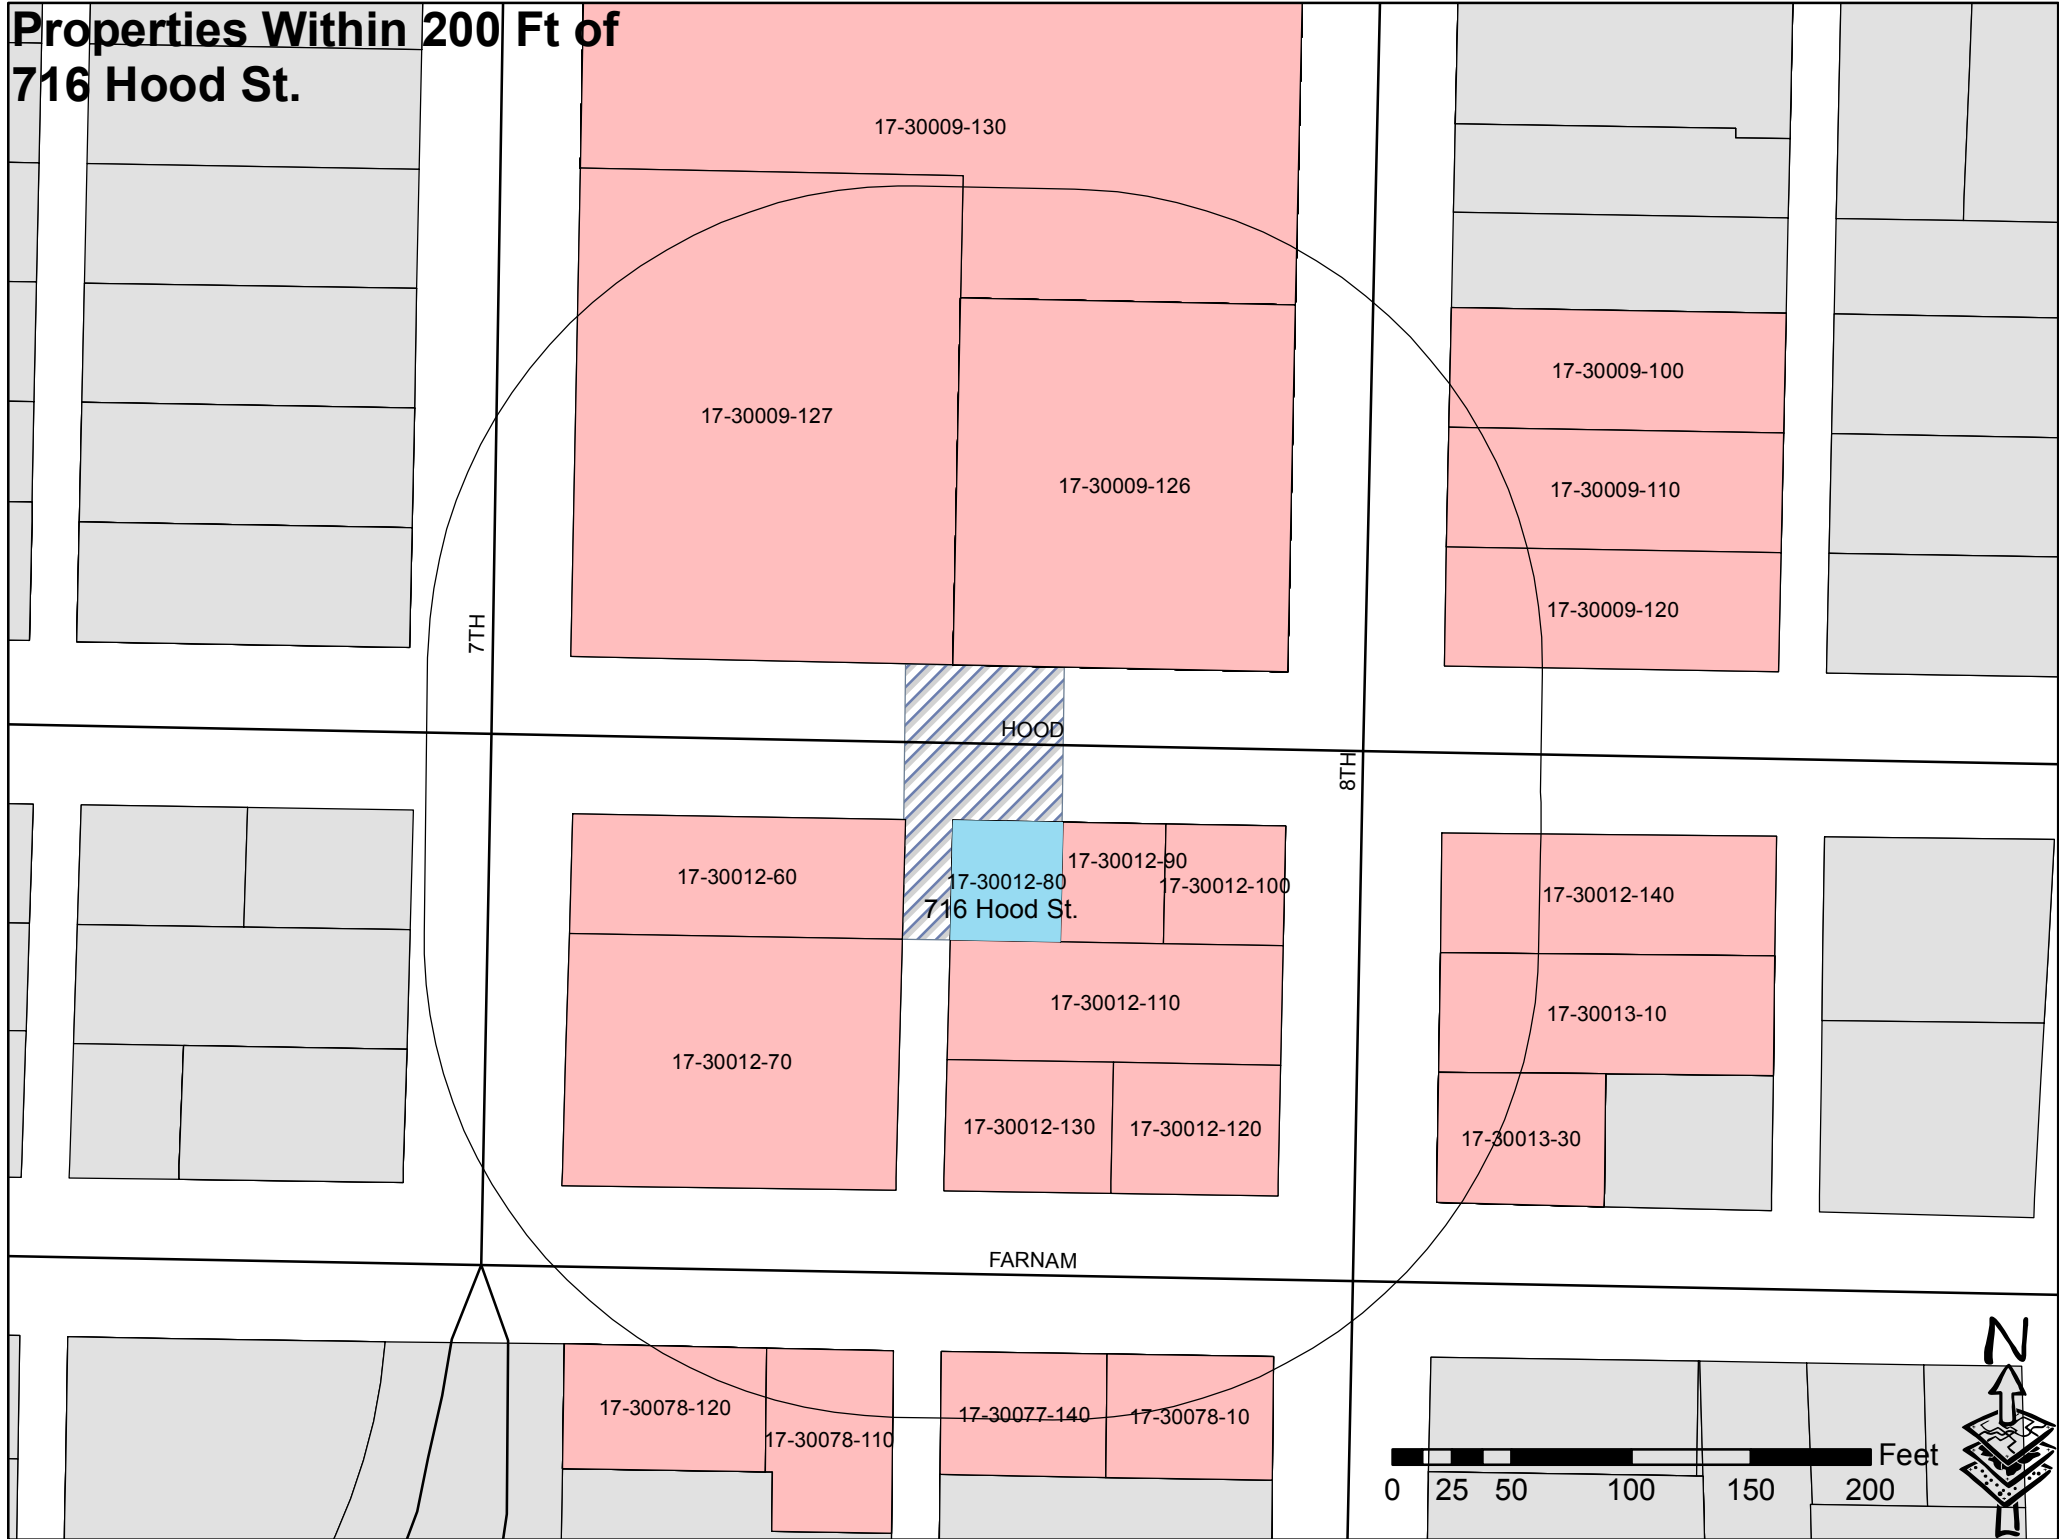 Properties Within 200 Ft of
716 Hood St.
17-30009-130
17-30009-100
17-30009-127
17-30009-126
17-30009-110
17-30009-120
7TH
HOOD
8TH
17-30012-60
17-30012-80
716 Hood St.
17-30012-90
17-30012-100
17-30012-140
17-30012-110
17-30013-10
17-30012-70
17-30012-130
17-30012-120
17-30013-30
FARNAM
17-30078-120
17-30078-110
17-30077-140
17-30078-10
N
Feet
0 25 50 100 150 200